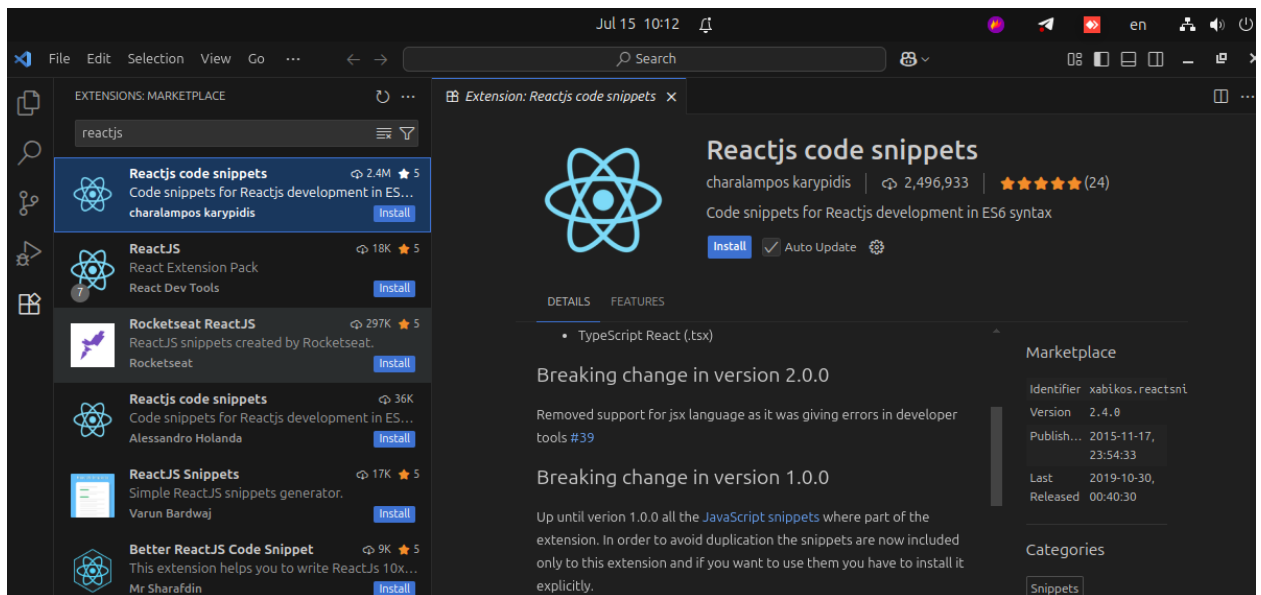 Jul 15 10:12
en
File Edit Selection View Go ···
Search
EXTENSIONS: MARKETPLACE
reactjs
Reactjs code snippets 2.4M 5
Code snippets for Reactjs development in ES...
charalampos karypidis Install
ReactJS 18K 5
React Extension Pack
7
React Dev Tools Install
Rocketseat ReactJS 297K 5
ReactJS snippets created by Rocketseat.
Rocketseat Install
Reactjs code snippets 36K
Code snippets for Reactjs development in ES...
Alessandro Holanda Install
ReactJS Snippets 17K 5
Simple ReactJS snippets generator.
Varun Bardwaj Install
Better ReactJS Code Snippet 9K 5
This extension helps you to write ReactJs 10x...
Mr Sharafdin Install
Extension: Reactjs code snippets
Reactjs code snippets
charalampos karypidis 2,496,933 (24)
Code snippets for Reactjs development in ES6 syntax
Install Auto Update
DETAILS FEATURES
• TypeScript React (.tsx)
Breaking change in version 2.0.0
Removed support for jsx language as it was giving errors in developer
tools #39
Breaking change in version 1.0.0
Up until verion 1.0.0 all the JavaScript snippets where part of the
extension. In order to avoid duplication the snippets are now included
only to this extension and if you want to use them you have to install it
explicitly.
Marketplace
Identifier xabikos.reactsni
Version 2.4.0
Publish... 2015-11-17,
23:54:33
Last 2019-10-30,
Released 00:40:30
Categories
Snippets